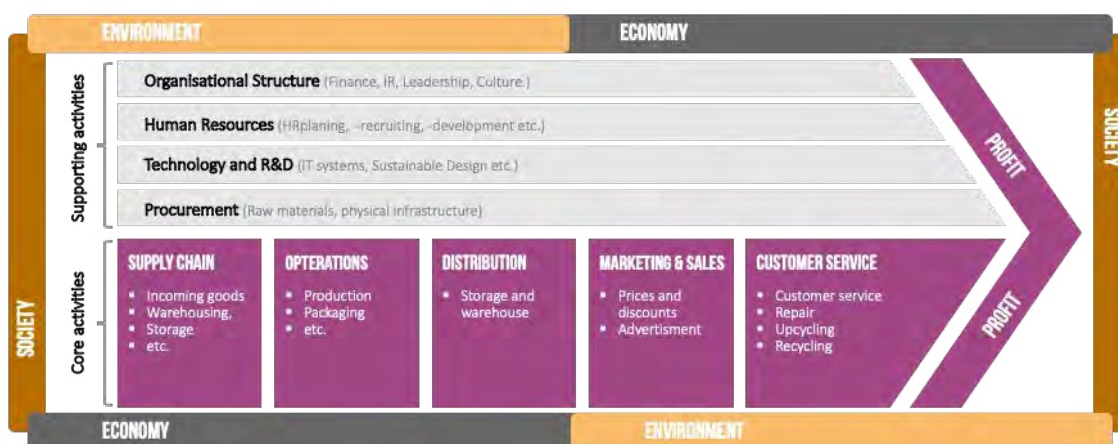 ENVIRONMENT
ECONOMY
SOCIETY
Supporting activities
Organisational Structure (Finance, IR, Leadership, Culture.)
Human Resources (HRplaning, -recruiting, -development etc.)
Technology and R&D (IT systems, Sustainable Design etc.)
Procurement (Raw materials, physical infrastructure)
PROFIT
SOCIETY
Core activities
SUPPLY CHAIN
▪ Incoming goods
▪ Warehousing,
▪ Storage
▪ etc.
OPTERATIONS
▪ Production
▪ Packaging
▪ etc.
DISTRIBUTION
▪ Storage and
warehouse
MARKETING & SALES
▪ Prices and
discounts
▪ Advertisment
CUSTOMER SERVICE
▪ Customer service
▪ Repair
▪ Upcycling
▪ Recycling
PROFIT
ECONOMY
ENVIRONMENT